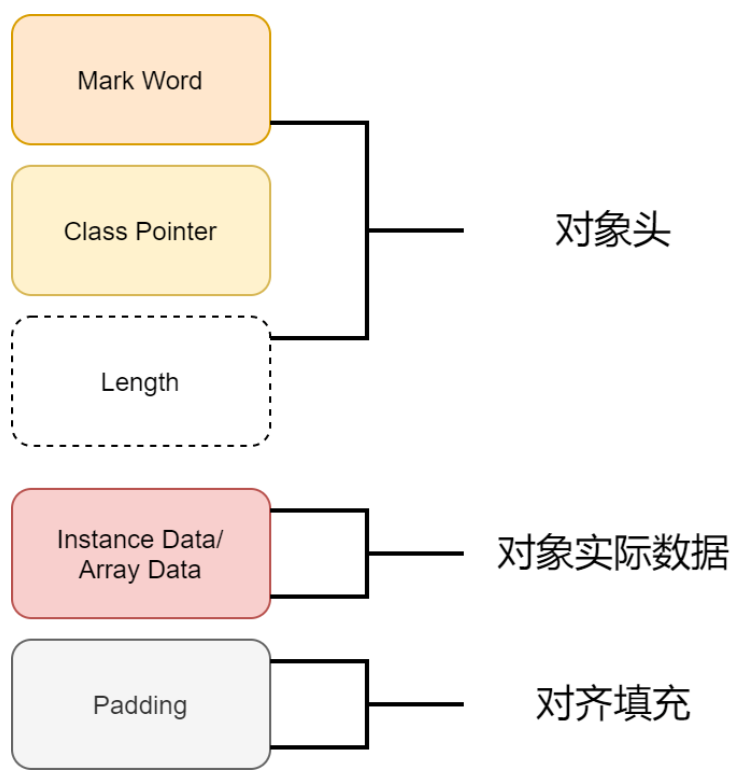 Mark Word
Class Pointer
对象头
Length
Instance Data/
Array Data
对象实际数据
Padding
对齐填充